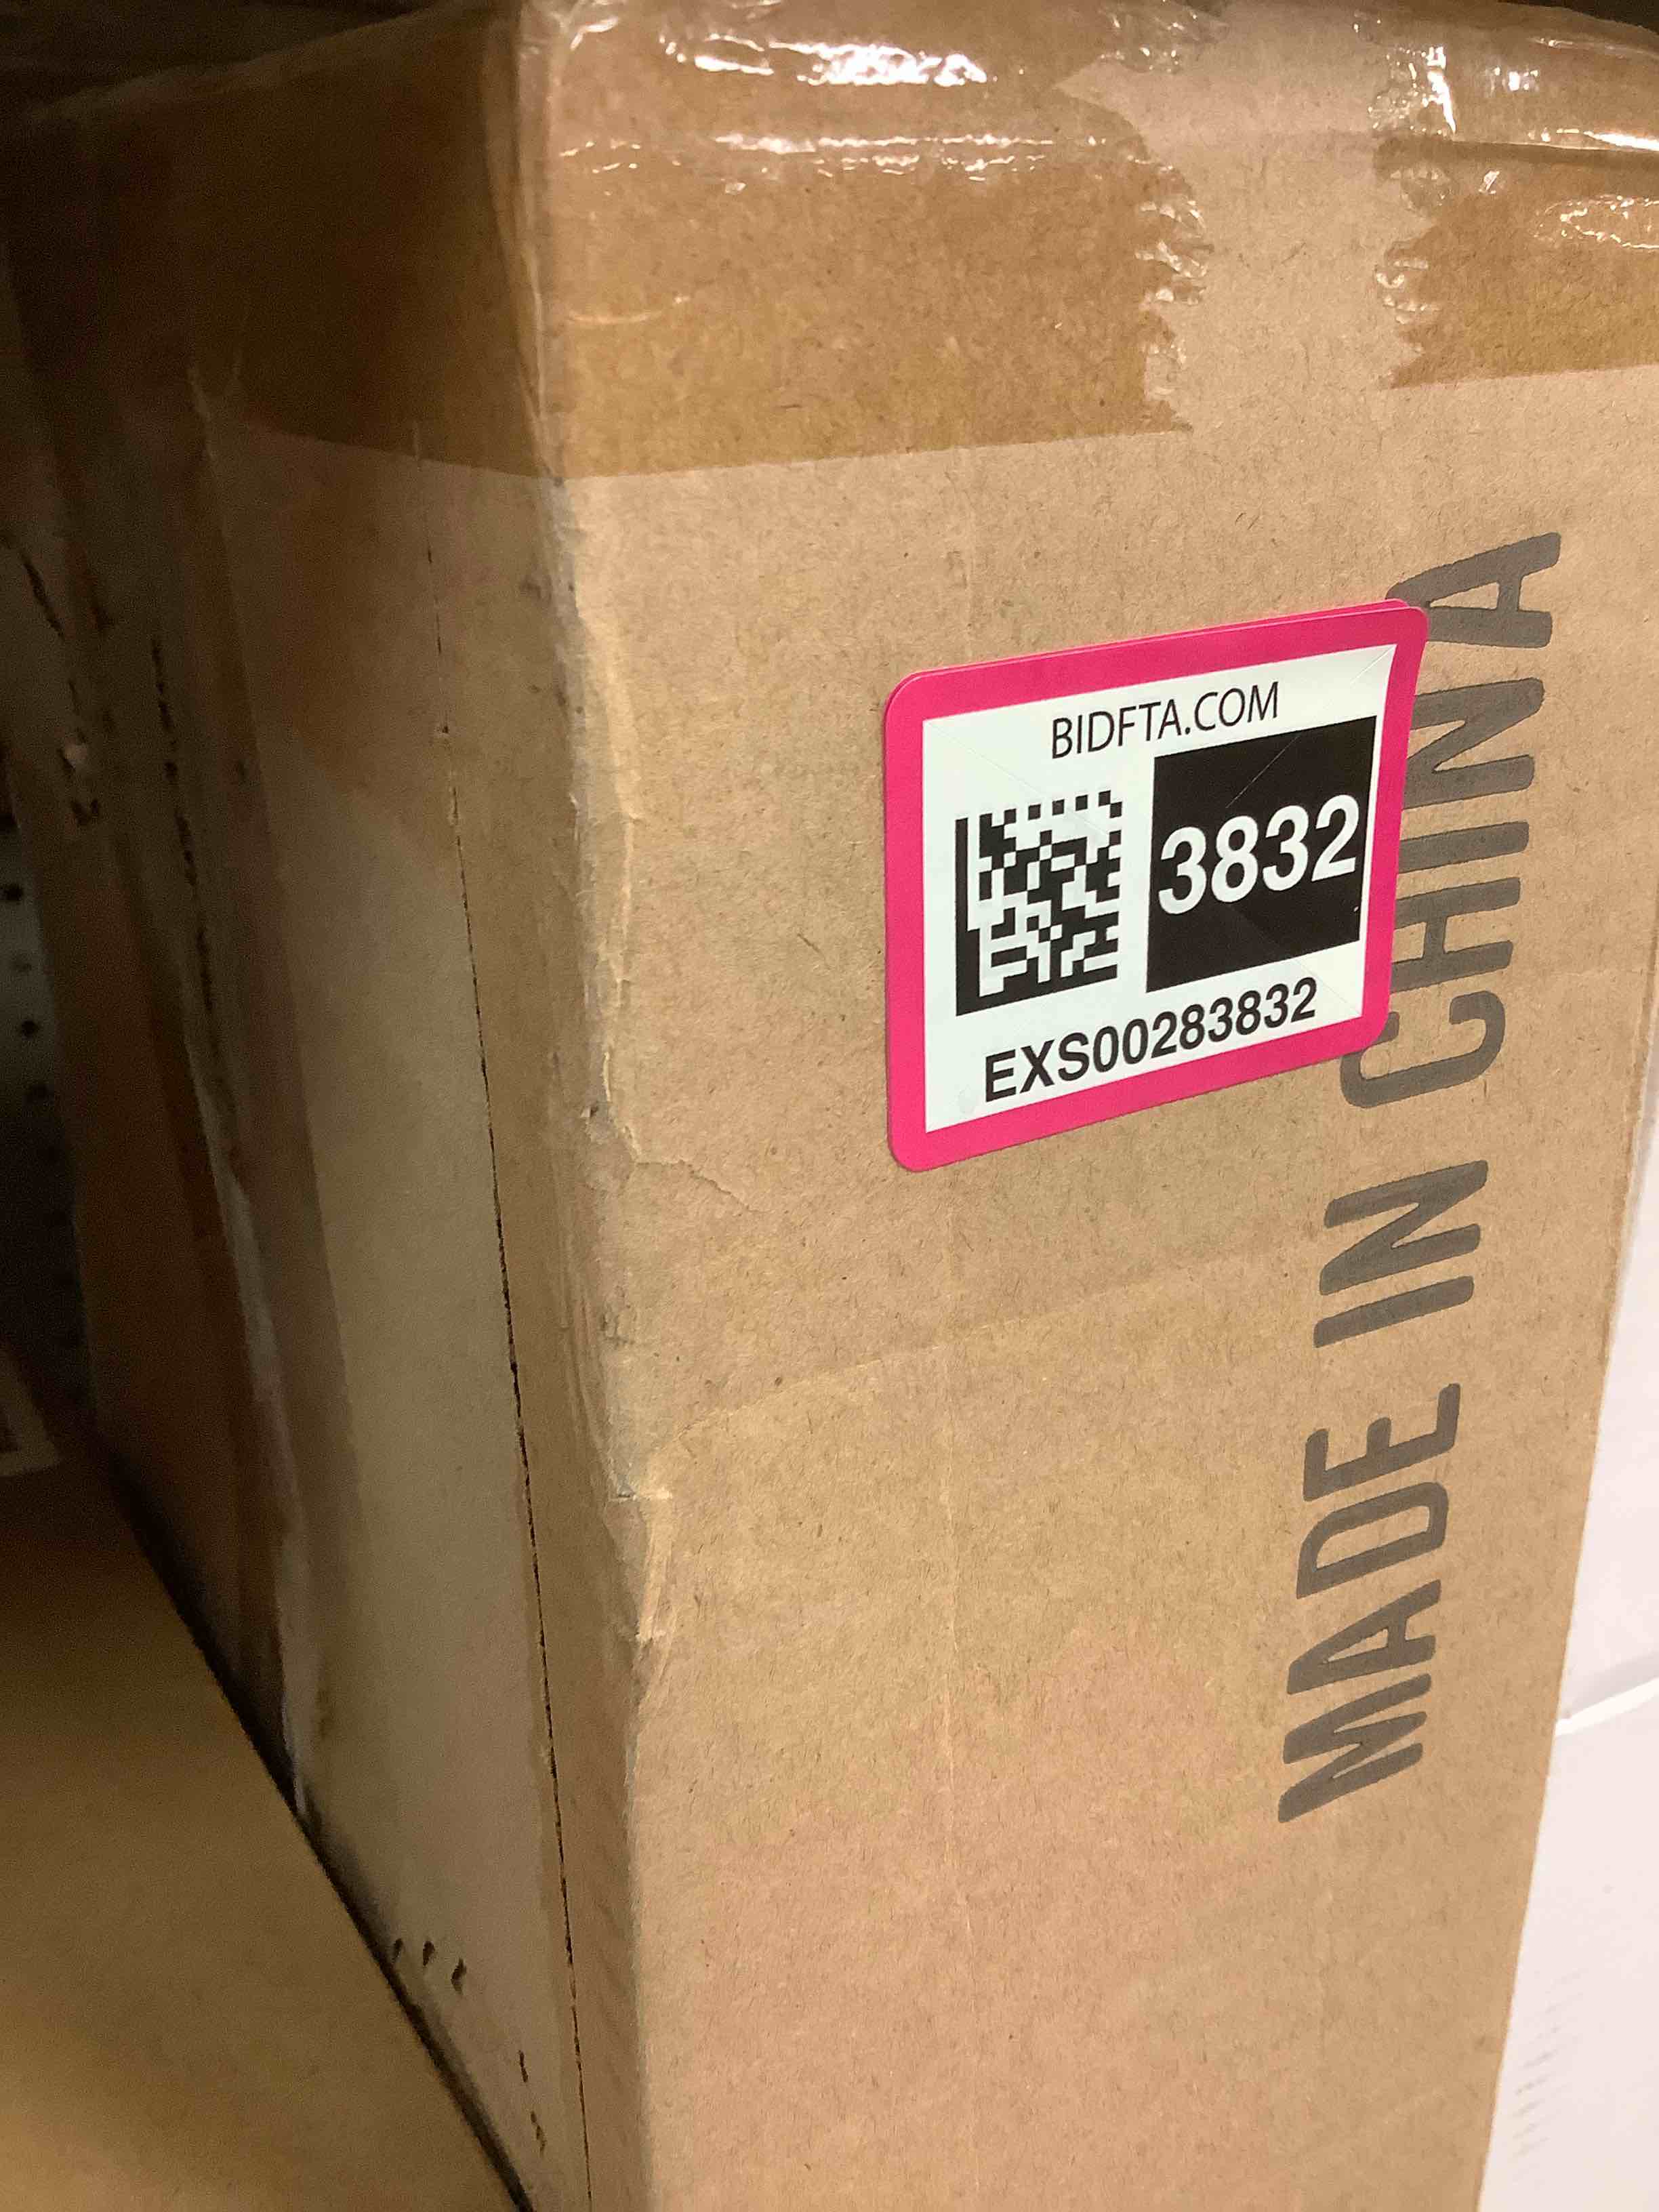 BIDFTA.COM
3832
EXS00283832
MADE IN CHINA